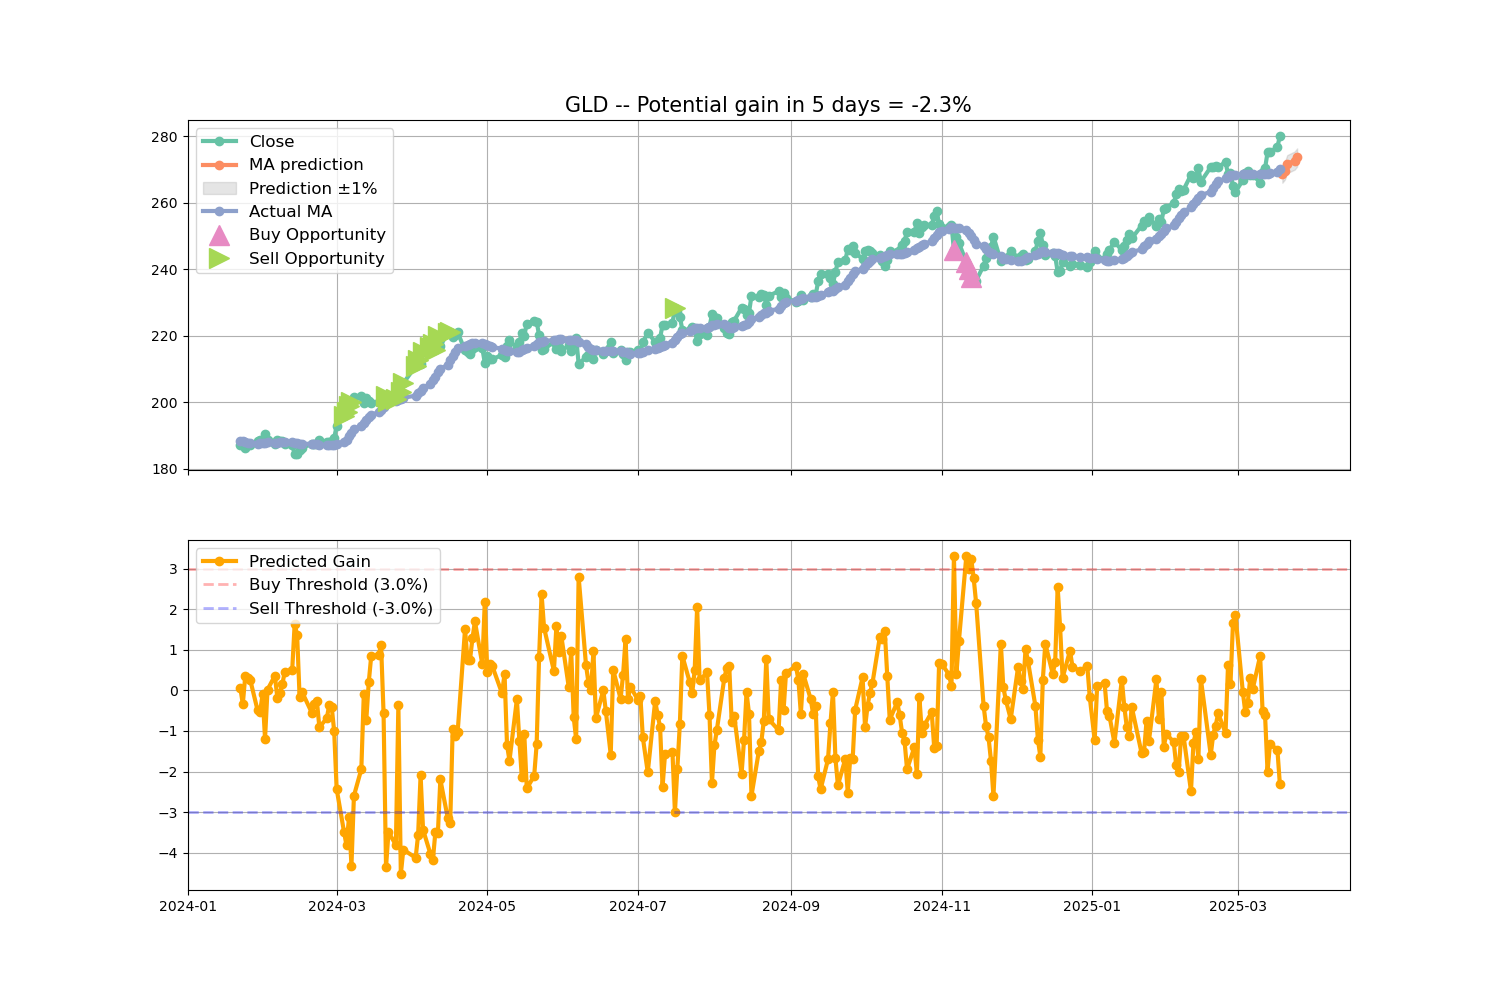 GLD -- Potential gain in 5 days = -2.3%
280
260
240
220
200
180
Close
MA prediction
Prediction ±1%
Actual MA
Buy Opportunity
Sell Opportunity
3
2
1
0
−1
−2
−3
−4
Predicted Gain
Buy Threshold (3.0%)
Sell Threshold (-3.0%)
2024-01
2024-03
2024-05
2024-07
2024-09
2024-11
2025-01
2025-03